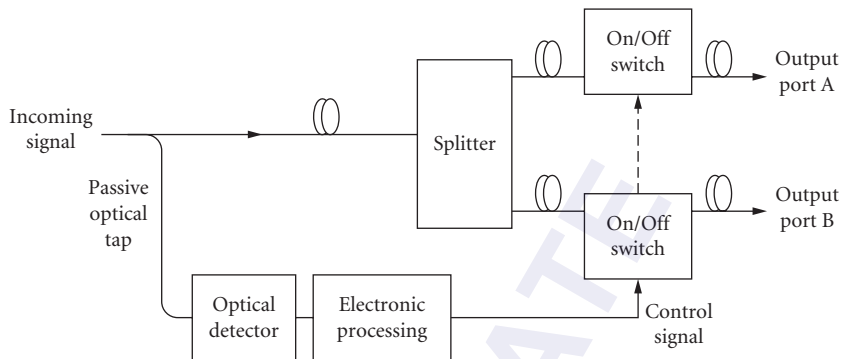 Incoming
signal
Passive
optical
tap
Optical
detector
Electronic
processing
Splitter
On/Off
switch
Output
port A
On/Off
switch
Output
port B
Control
signal
ATE